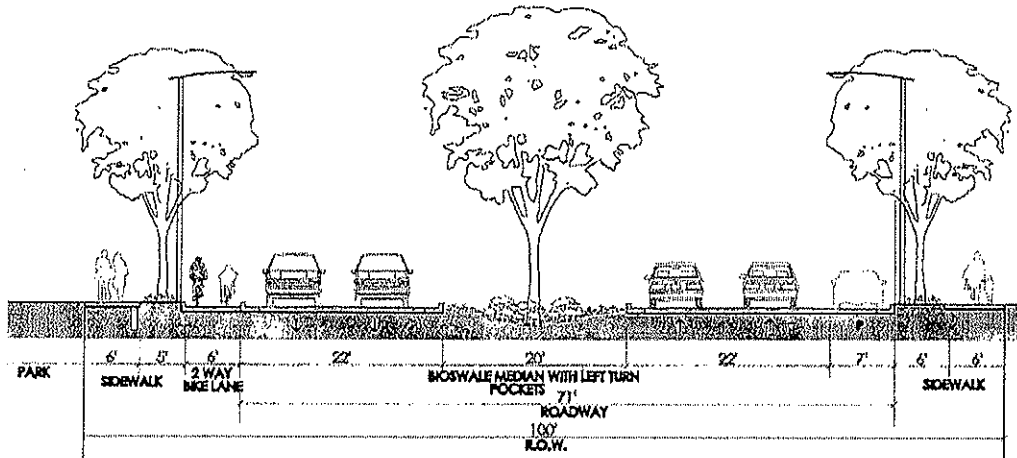 6' 5' 6' 22' 20' 22' 7' 6' 6'
PARK SIDEWALK 2 WAY BIOSWALE MEDIAN WITH LEFT TURN SIDEWALK
BIKE LANE POCKETS
71'
ROADWAY
100'
R.O.W.